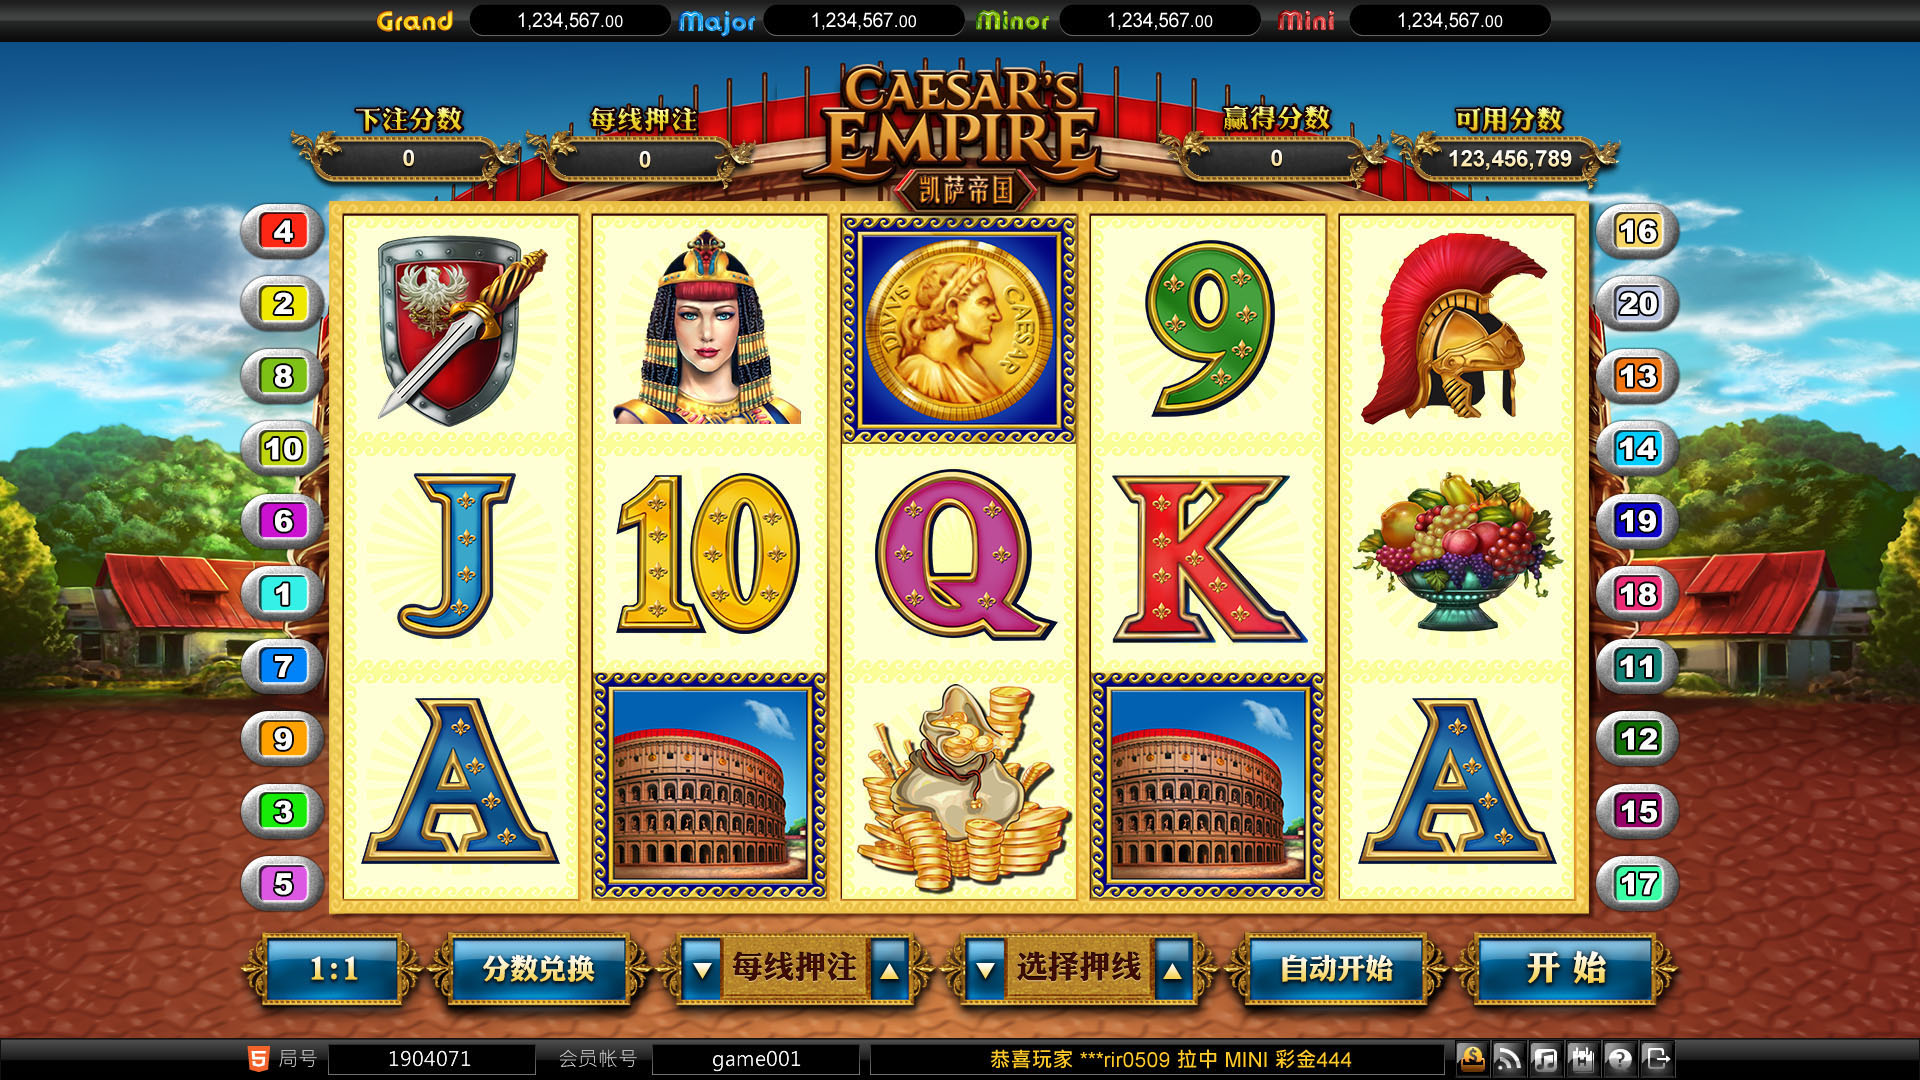 Grand 1,234,567.00 Major 1,234,567.00 Minor 1,234,567.00 Mini 1,234,567.00
CAESAR'S
EMPIRE
凯萨帝国
下注分数 每线押注 赢得分数 可用分数
0 0 0 123,456,789
4 16
2 20
DIVVS CAESAR
9
8 13
10 14
6 19
J 10 Q K
1 18
7 11
9 12
A A
3 15
5 17
1:1 分数兑换 ▼ 每线押注 ▲ ▼ 选择押线 ▲ 自动开始 开始
5 局号 1904071 会员帐号 game001 恭喜玩家 ***rir0509 拉中 MINI 彩金444 $ ?